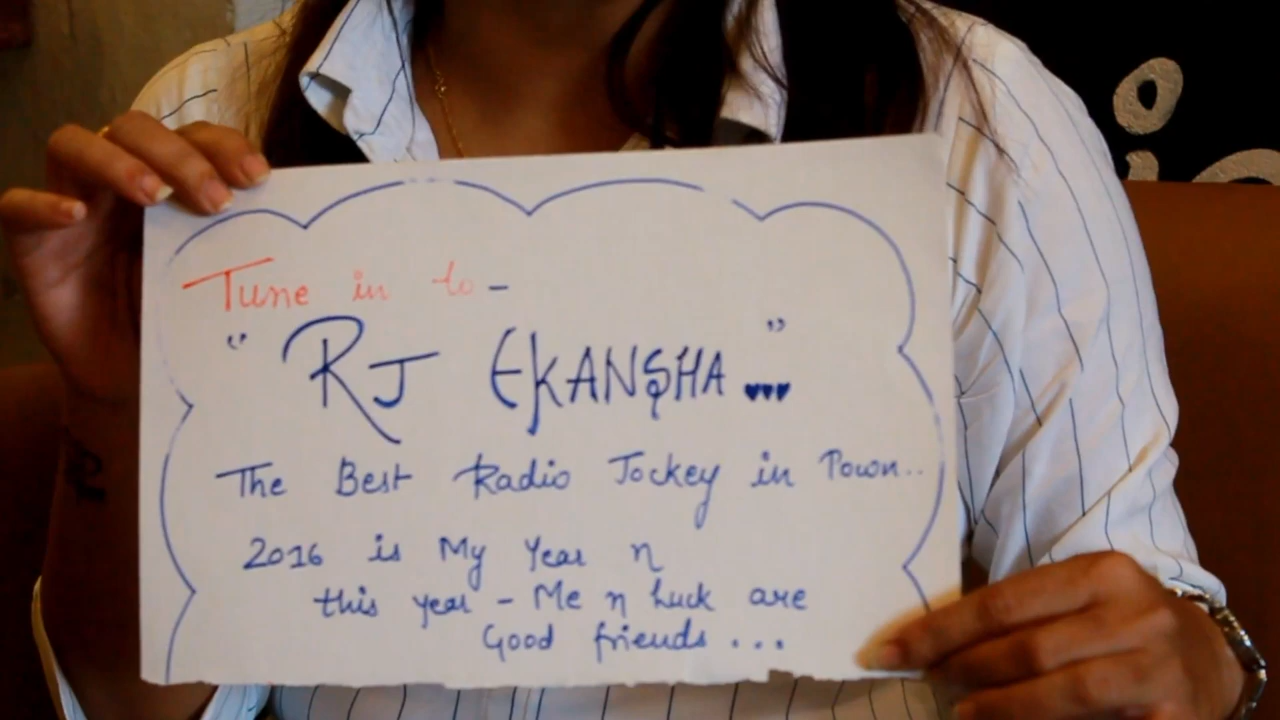 Tune in to -
" RJ EKANSHA... "
The Best Radio Jockey in Town..
2016 is My Year n
this year - Me n Luck are
Good friends...